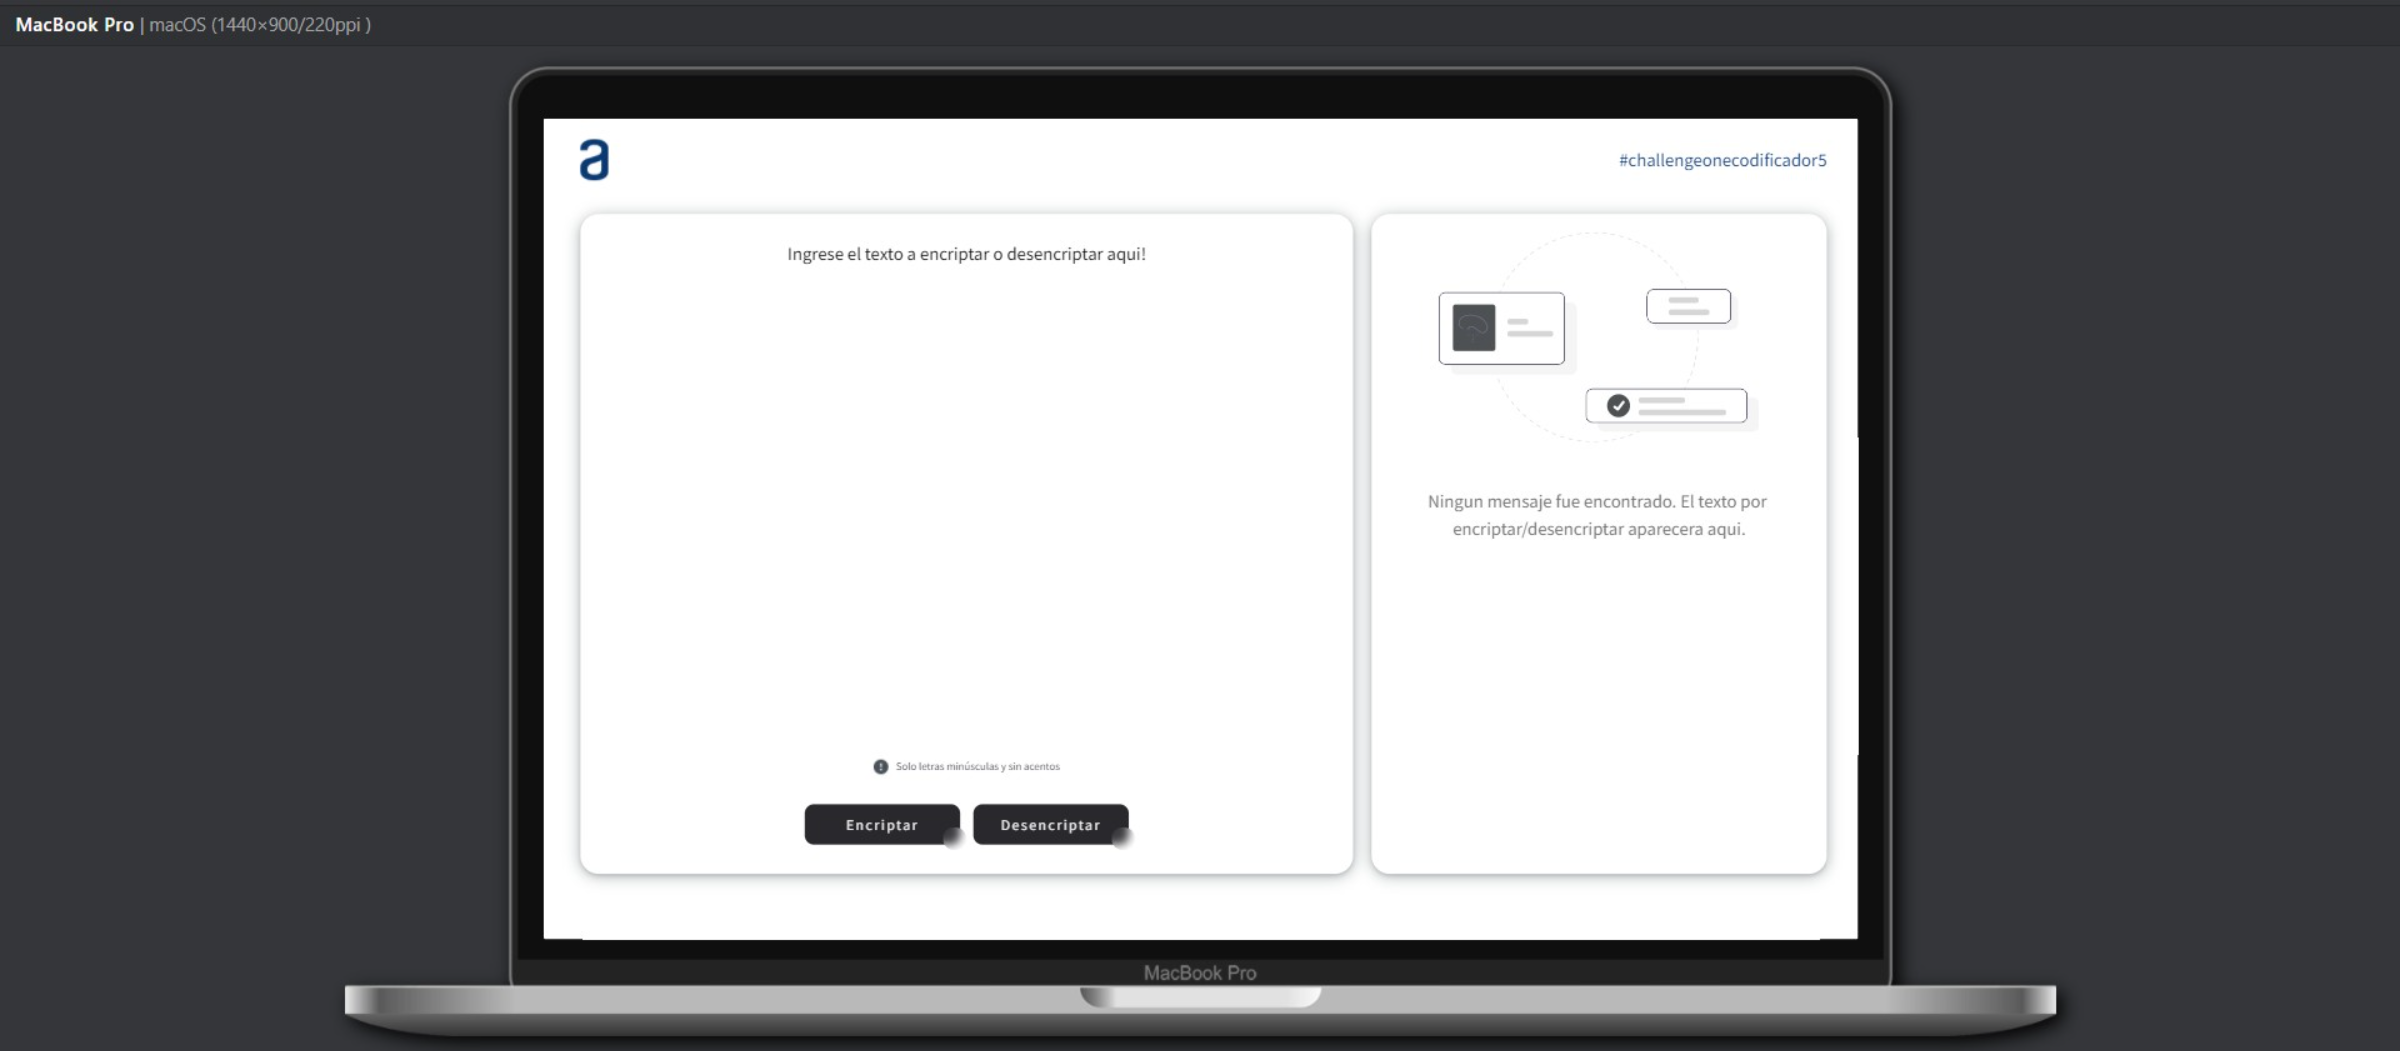 MacBook Pro | macOS (1440×900/220ppi )
a
#challengeonecodificador5
Ingrese el texto a encriptar o desencriptar aqui!
Ningun mensaje fue encontrado. El texto por
encriptar/desencriptar aparecera aqui.
Solo letras minúsculas y sin acentos
Encriptar
Desencriptar
MacBook Pro